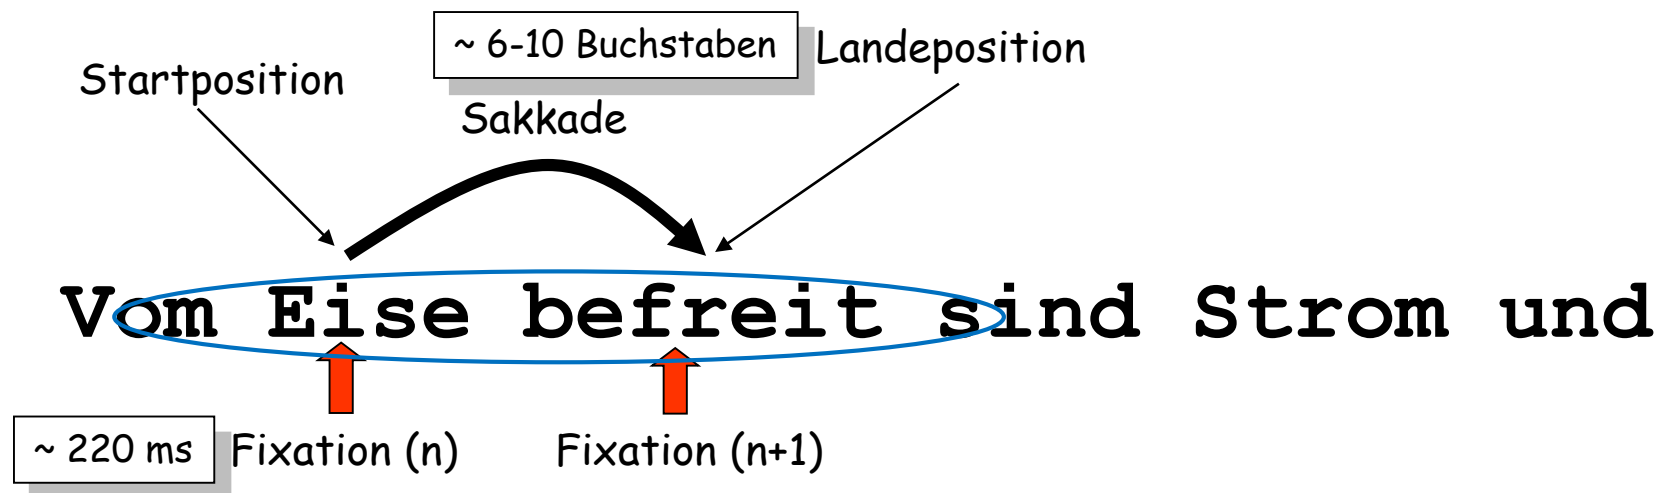 ~ 6-10 Buchstaben
Landeposition
Startposition
Sakkade
Vom Eise befreit sind Strom und
~ 220 ms
Fixation (n)
Fixation (n+1)